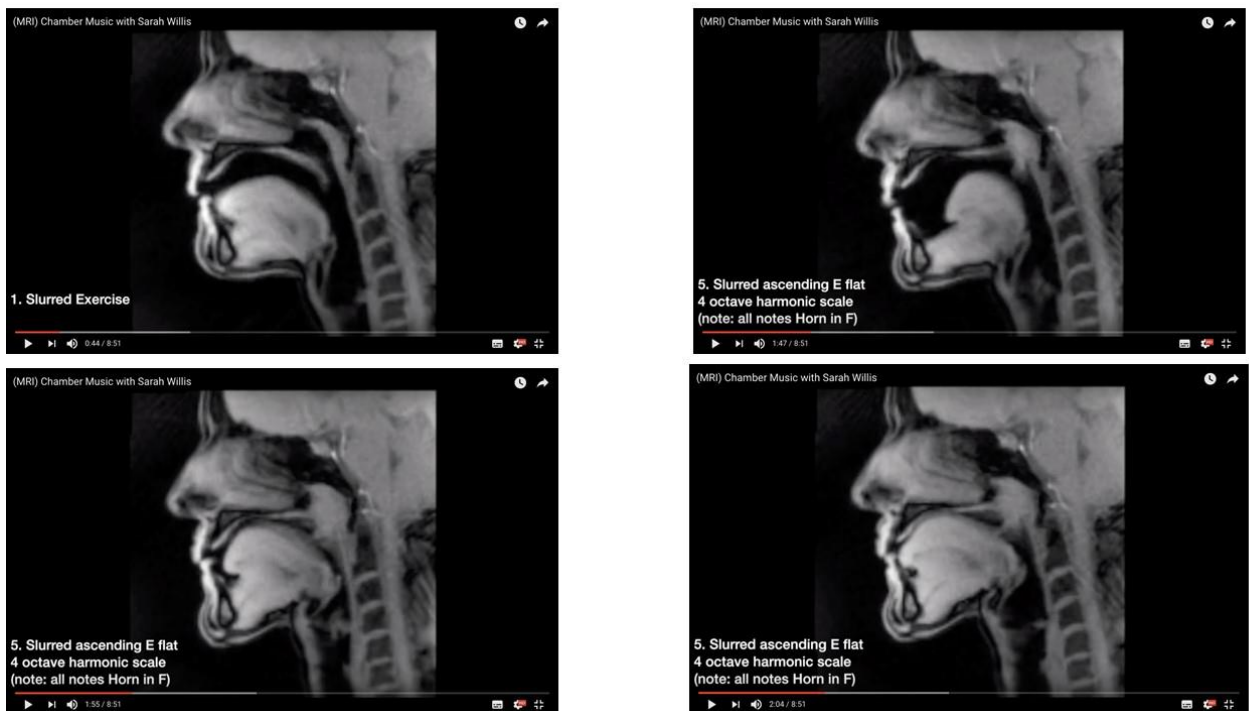 (MRI) Chamber Music with Sarah Willis
1. Slurred Exercise
0:44 / 8:51
(MRI) Chamber Music with Sarah Willis
5. Slurred ascending E flat
4 octave harmonic scale
(note: all notes Horn in F)
1:47 / 8:51
(MRI) Chamber Music with Sarah Willis
5. Slurred ascending E flat
4 octave harmonic scale
(note: all notes Horn in F)
1:55 / 8:51
(MRI) Chamber Music with Sarah Willis
5. Slurred ascending E flat
4 octave harmonic scale
(note: all notes Horn in F)
2:04 / 8:51